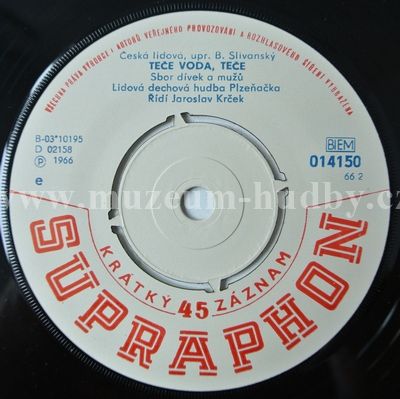 VŠECHNA PRÁVA VÝROBCE I AUTORŮ VEŘEJNÉHO PROVOZOVÁNÍ A ROZHLASOVÉHO ŠÍŘENÍ VYHRAZENA
Česká lidová, upr. B. Slivanský
TEČE VODA, TEČE
Sbor dívek a mužů
Lidová dechová hudba Plzeňačka
Řídí Jaroslav Krček
B-03*10195
D 02158
Ⓟ 1966
e
BIEM
014150
66 2
www.muzeum-hudby.cz
KRÁTKÝ 45 ZÁZNAM
SUPRAPHON